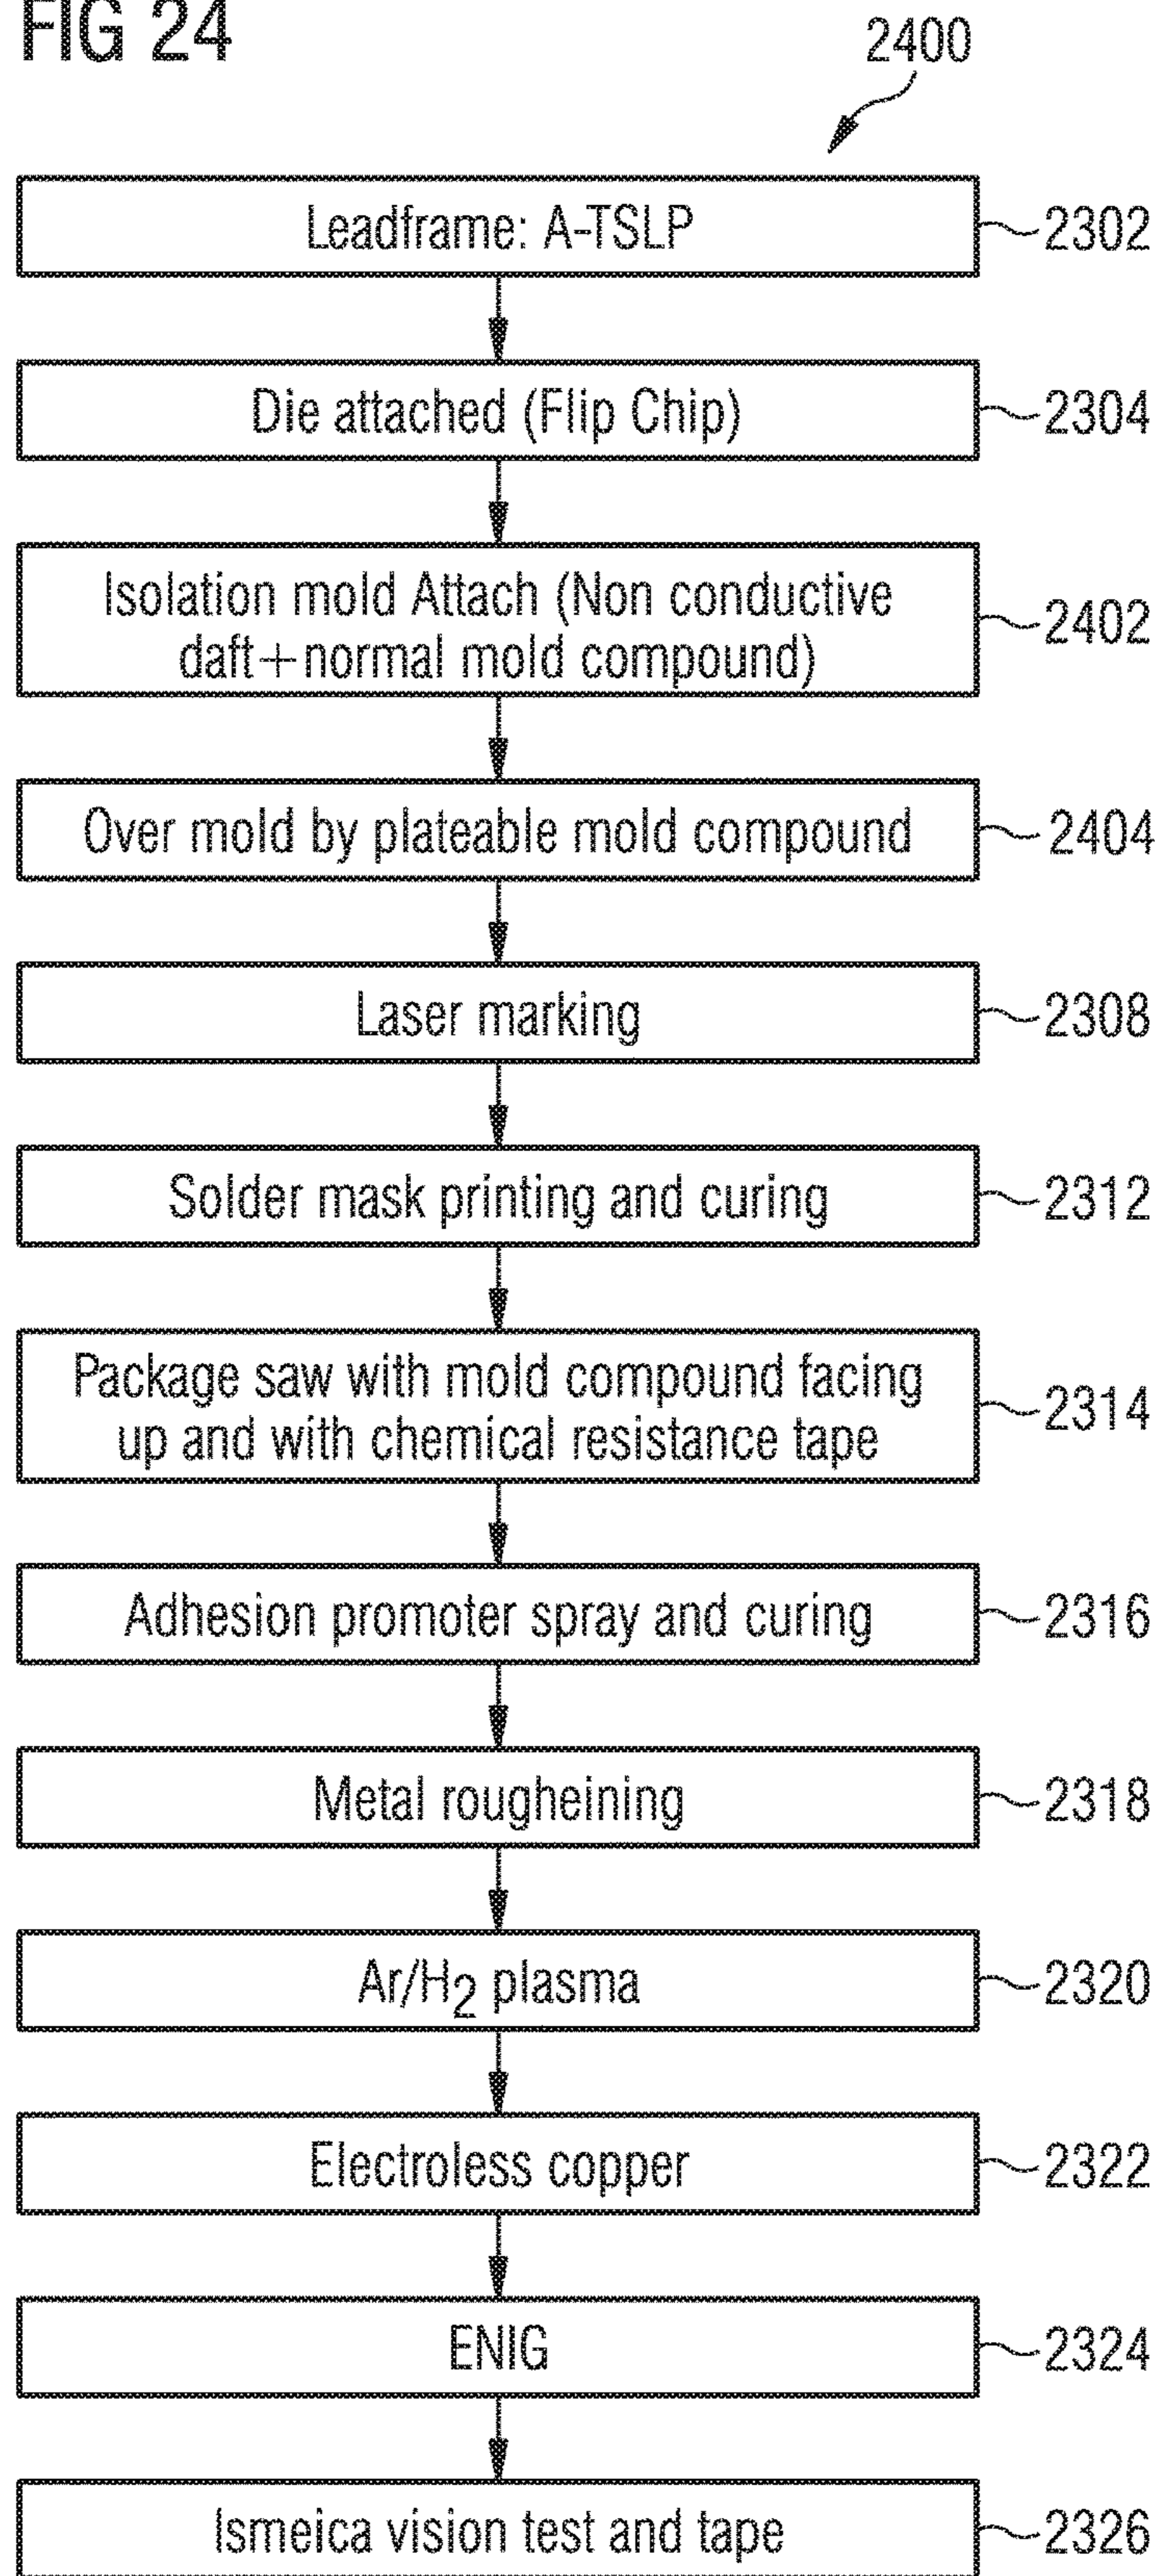 FIG 24
2400
Leadframe: A-TSLP
2302
Die attached (Flip Chip)
2304
Isolation mold Attach (Non conductive
daft+normal mold compound)
2402
Over mold by plateable mold compound
2404
Laser marking
2308
Solder mask printing and curing
2312
Package saw with mold compound facing
up and with chemical resistance tape
2314
Adhesion promoter spray and curing
2316
Metal rougheining
2318
Ar/H₂ plasma
2320
Electroless copper
2322
ENIG
2324
Ismeica vision test and tape
2326